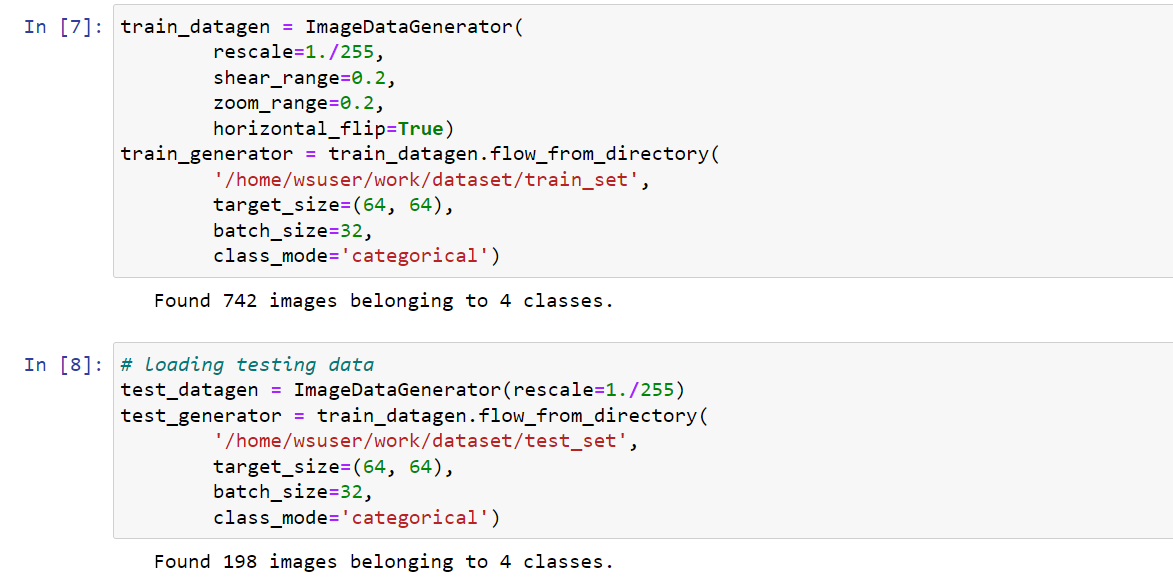 In [7]: train_datagen = ImageDataGenerator(
rescale=1./255,
shear_range=0.2,
zoom_range=0.2,
horizontal_flip=True)
train_generator = train_datagen.flow_from_directory(
'/home/wsuser/work/dataset/train_set',
target_size=(64, 64),
batch_size=32,
class_mode='categorical')
Found 742 images belonging to 4 classes.
In [8]: # loading testing data
test_datagen = ImageDataGenerator(rescale=1./255)
test_generator = train_datagen.flow_from_directory(
'/home/wsuser/work/dataset/test_set',
target_size=(64, 64),
batch_size=32,
class_mode='categorical')
Found 198 images belonging to 4 classes.